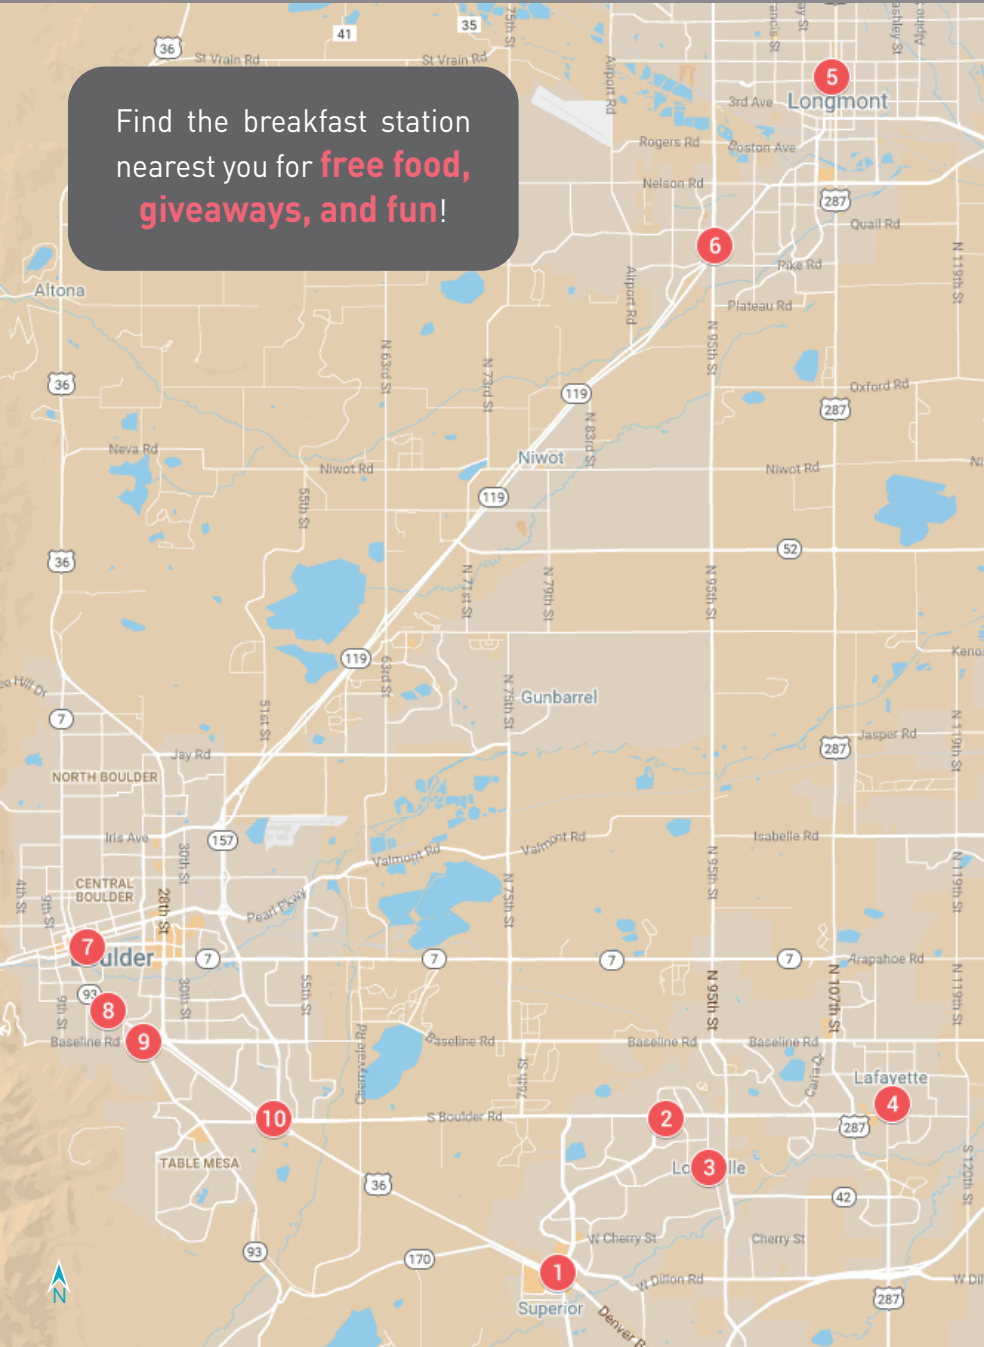 36
41
35
75th St
St Vrain Rd
St Vrain Rd
Find the breakfast station
nearest you for free food,
giveaways, and fun!
Airport Rd
5
Longmont
3rd Ave
Rogers Rd
Boston Ave
Nelson Rd
287
Quail Rd
6
Pike Rd
N 119th St
Altona
Airport Rd
Plateau Rd
N 63rd St
N 73rd St
N 95th St
36
119
Oxford Rd
287
N 83rd St
Neva Rd
Niwot
Niwot Rd
Niwot Rd
55th St
119
36
52
N 71st St
N 79th St
N 95th St
119
63rd St
N 75th St
Gunbarrel
7
51st St
N 119th St
Jay Rd
287
Jasper Rd
NORTH BOULDER
Iris Ave
157
30th St
Valmont Rd
Valmont Rd
Isabelle Rd
N 95th St
N 119th St
4th St
9th St
CENTRAL
BOULDER
28th St
Pearl Pkwy
N 75th St
7
7
7
7
7
Arapahoe Rd
93
9th St
30th St
55th St
N 95th St
N 107th St
N 119th St
8
Baseline Rd
9
Cherryvale Rd
Baseline Rd
Baseline Rd
Baseline Rd
76th St
Lafayette
10
S Boulder Rd
2
4
287
TABLE MESA
3
S 120th St
36
42
93
170
W Cherry St
Cherry St
1
W Dillon Rd
287
Superior
N